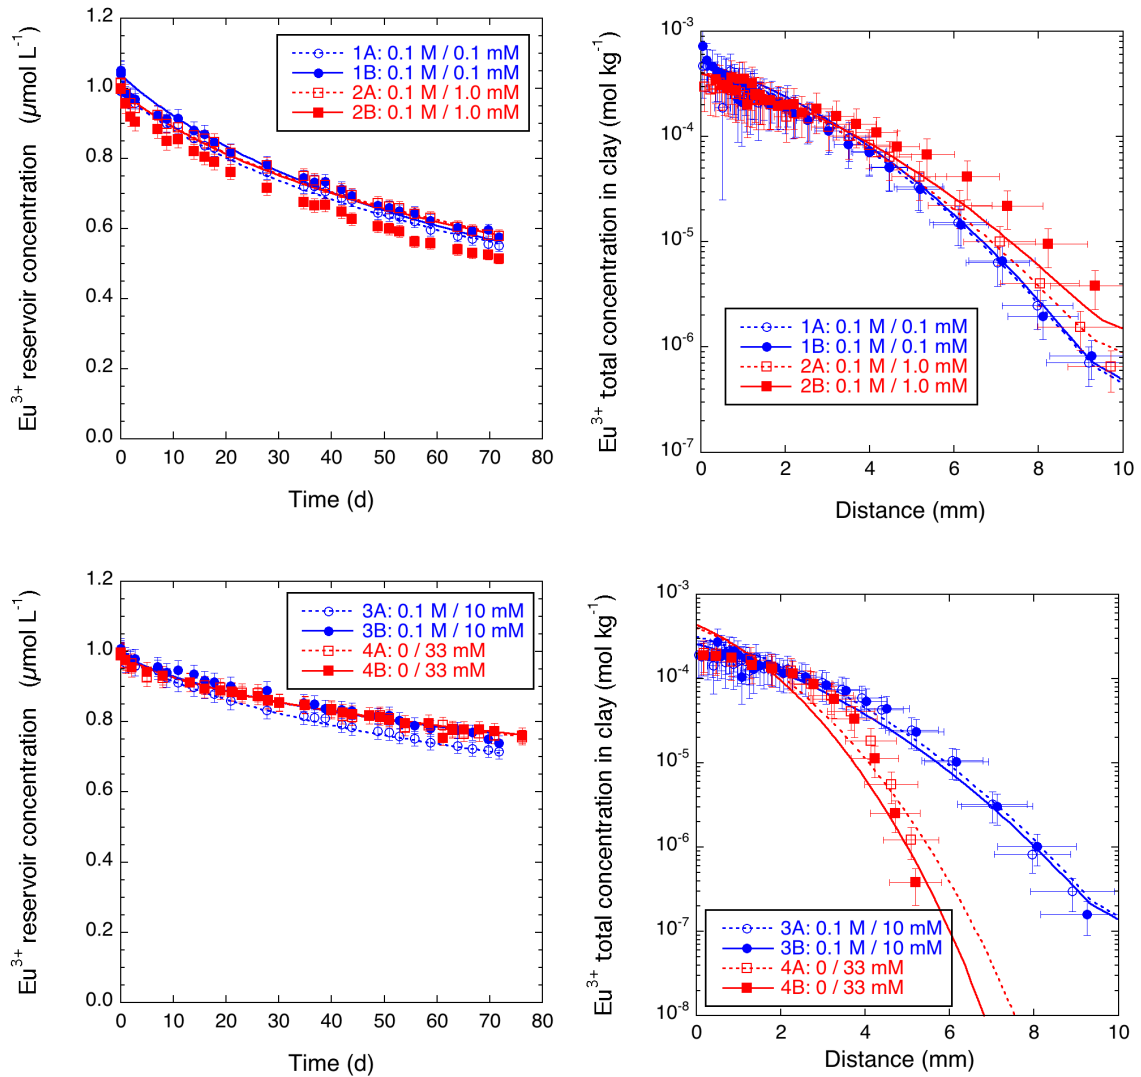 Eu³⁺ reservoir concentration (µmol L⁻¹)
1.2
1.0
0.8
0.6
0.4
0.2
0.0
1A: 0.1 M / 0.1 mM
1B: 0.1 M / 0.1 mM
2A: 0.1 M / 1.0 mM
2B: 0.1 M / 1.0 mM
0 10 20 30 40 50 60 70 80
Time (d)
Eu³⁺ total concentration in clay (mol kg⁻¹)
10⁻³
10⁻⁴
10⁻⁵
10⁻⁶
10⁻⁷
1A: 0.1 M / 0.1 mM
1B: 0.1 M / 0.1 mM
2A: 0.1 M / 1.0 mM
2B: 0.1 M / 1.0 mM
0 2 4 6 8 10
Distance (mm)
Eu³⁺ reservoir concentration (µmol L⁻¹)
1.2
1.0
0.8
0.6
0.4
0.2
0.0
3A: 0.1 M / 10 mM
3B: 0.1 M / 10 mM
4A: 0 / 33 mM
4B: 0 / 33 mM
0 10 20 30 40 50 60 70 80
Time (d)
Eu³⁺ total concentration in clay (mol kg⁻¹)
10⁻³
10⁻⁴
10⁻⁵
10⁻⁶
10⁻⁷
10⁻⁸
3A: 0.1 M / 10 mM
3B: 0.1 M / 10 mM
4A: 0 / 33 mM
4B: 0 / 33 mM
0 2 4 6 8 10
Distance (mm)